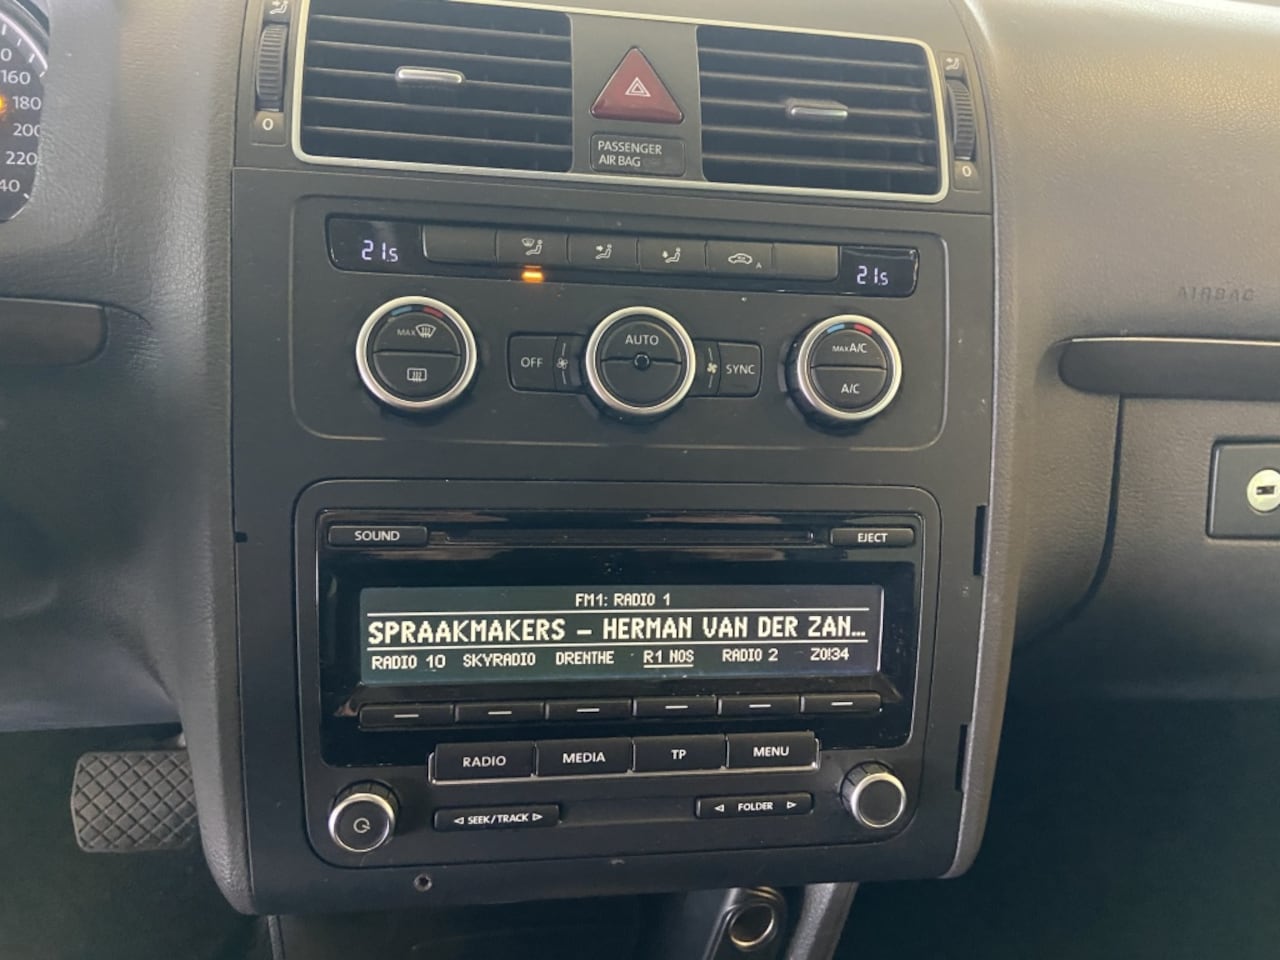 0
160
180
200
220
40
0
PASSENGER
AIR BAG
0
21.5
A
21.5
AIRBAG
MAX
OFF
AUTO
SYNC
MAX A/C
A/C
SOUND
EJECT
FM1: RADIO 1
SPRAAKMAKERS – HERMAN VAN DER ZAN...
RADIO 10 SKYRADIO DRENTHE R1 NOS RADIO 2 ZO!34
RADIO MEDIA TP MENU
SEEK/TRACK
FOLDER